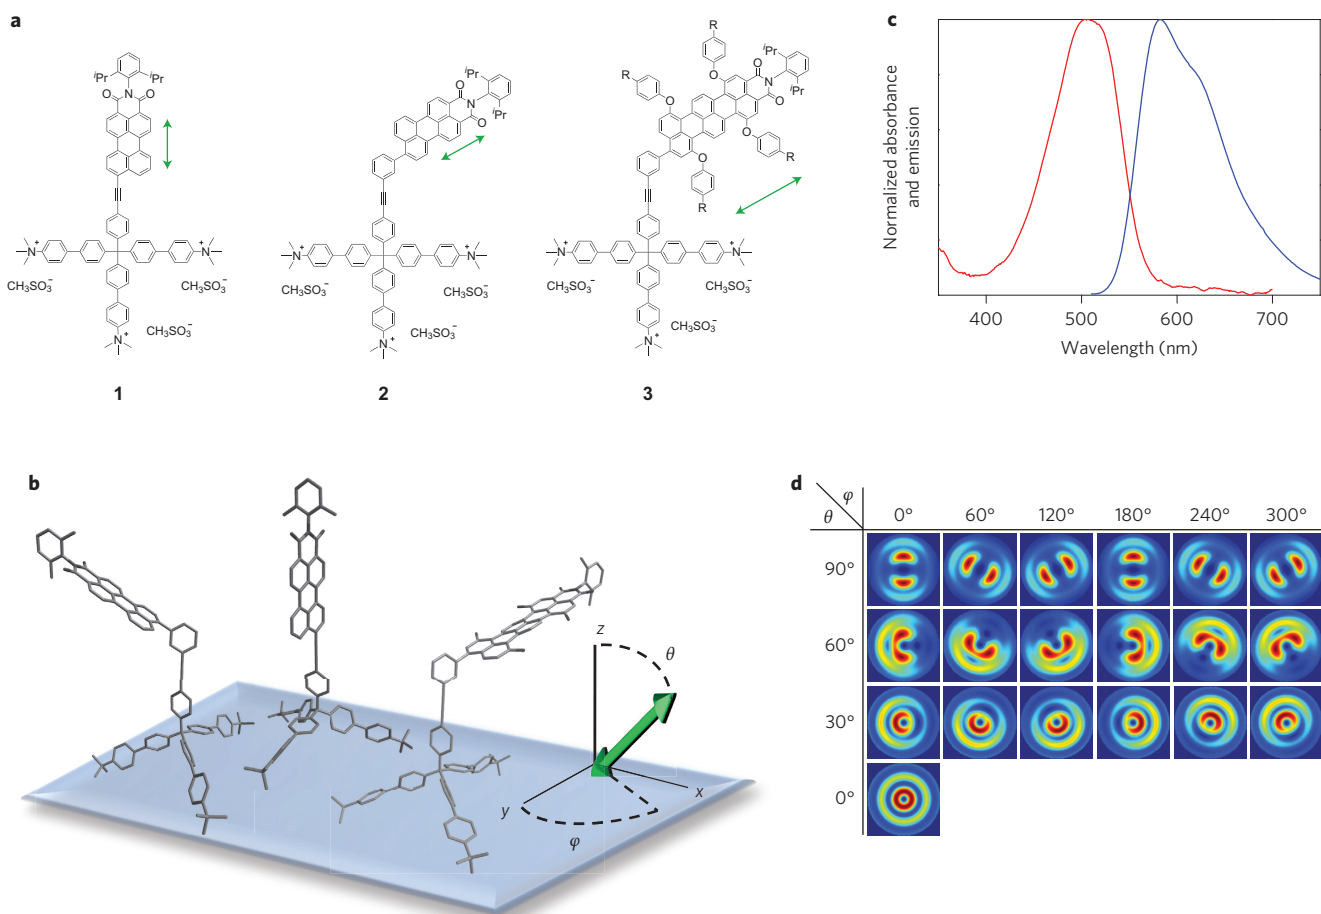 a
iPr
iPr
O N O
N+
N+
CH3SO3−
CH3SO3−
CH3SO3−
N+
1
iPr
O
N
O
iPr
N+
N+
CH3SO3−
CH3SO3−
CH3SO3−
N+
2
R
R
O
O
iPr
O
N
O
iPr
O
R
O
R
N+
N+
CH3SO3−
CH3SO3−
CH3SO3−
N+
3
c
Normalized absorbance
and emission
400 500 600 700
Wavelength (nm)
b
z
θ
x
y
φ
d
φ
θ
0° 60° 120° 180° 240° 300°
90°
60°
30°
0°